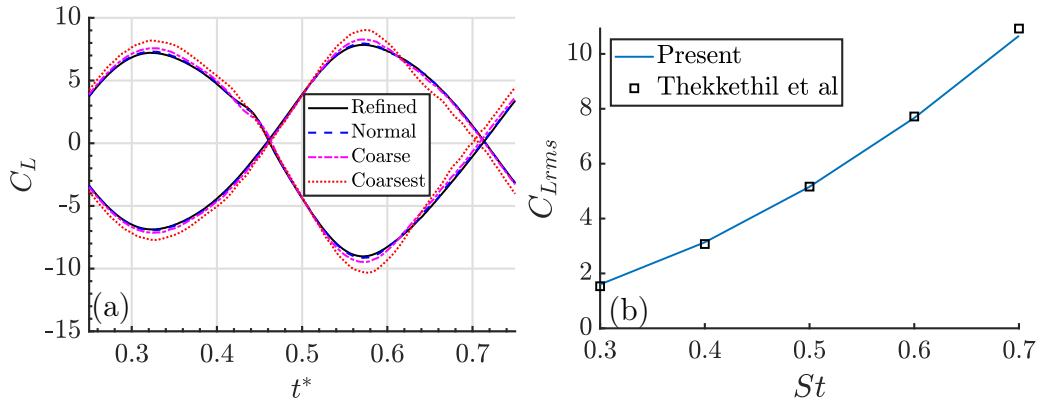 10
5
0
-5
-10
-15
C_L
Refined
Normal
Coarse
Coarsest
(a)
0.3 0.4 0.5 0.6 0.7
t*
10
8
6
4
2
0
C_{Lrms}
Present
Thekkethil et al
(b)
0.3 0.4 0.5 0.6 0.7
St